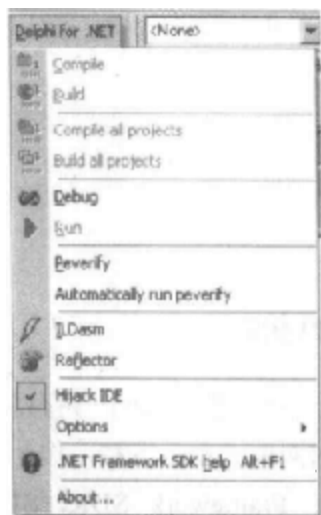 Delphi For .NET (None)
Compile
Build
Compile all projects
Build all projects
Debug
Run
Peverify
Automatically run peverify
ILDasm
Reflector
Hijack IDE
Options
.NET Framework SDK help Alt+F1
About...